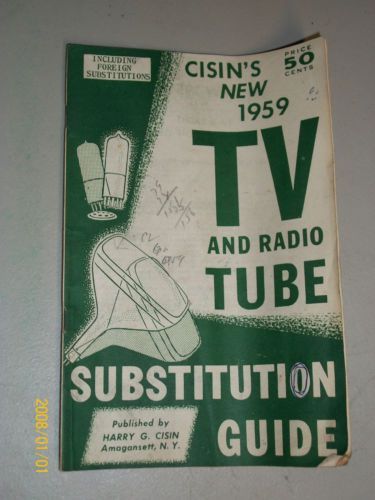 INCLUDING
FOREIGN
SUBSTITUTIONS
PRICE
50
CENTS
CISIN'S
NEW
1959
TV
AND RADIO
TUBE
SUBSTITUTION
GUIDE
Published by
HARRY G. CISIN
Amagansett, N. Y.
2008/01/01